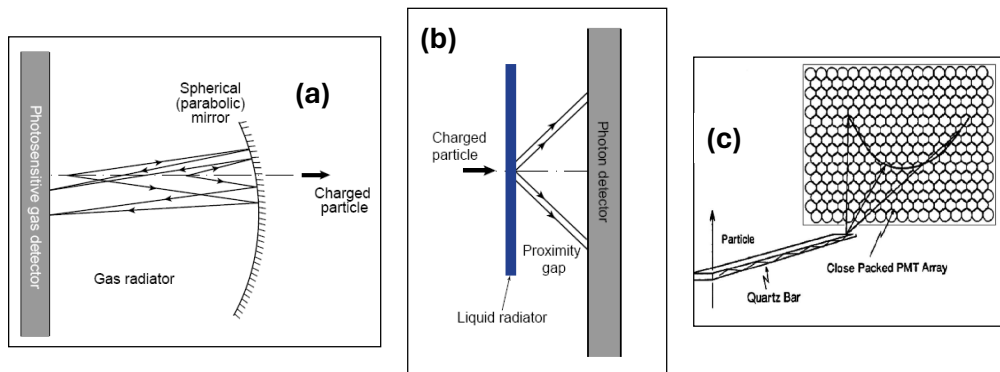 (a)
Photosensitive gas detector
Spherical
(parabolic)
mirror
Charged
particle
Gas radiator
(b)
Charged
particle
Photon detector
Proximity
gap
Liquid radiator
(c)
Particle
Close Packed PMT Array
Quartz Bar